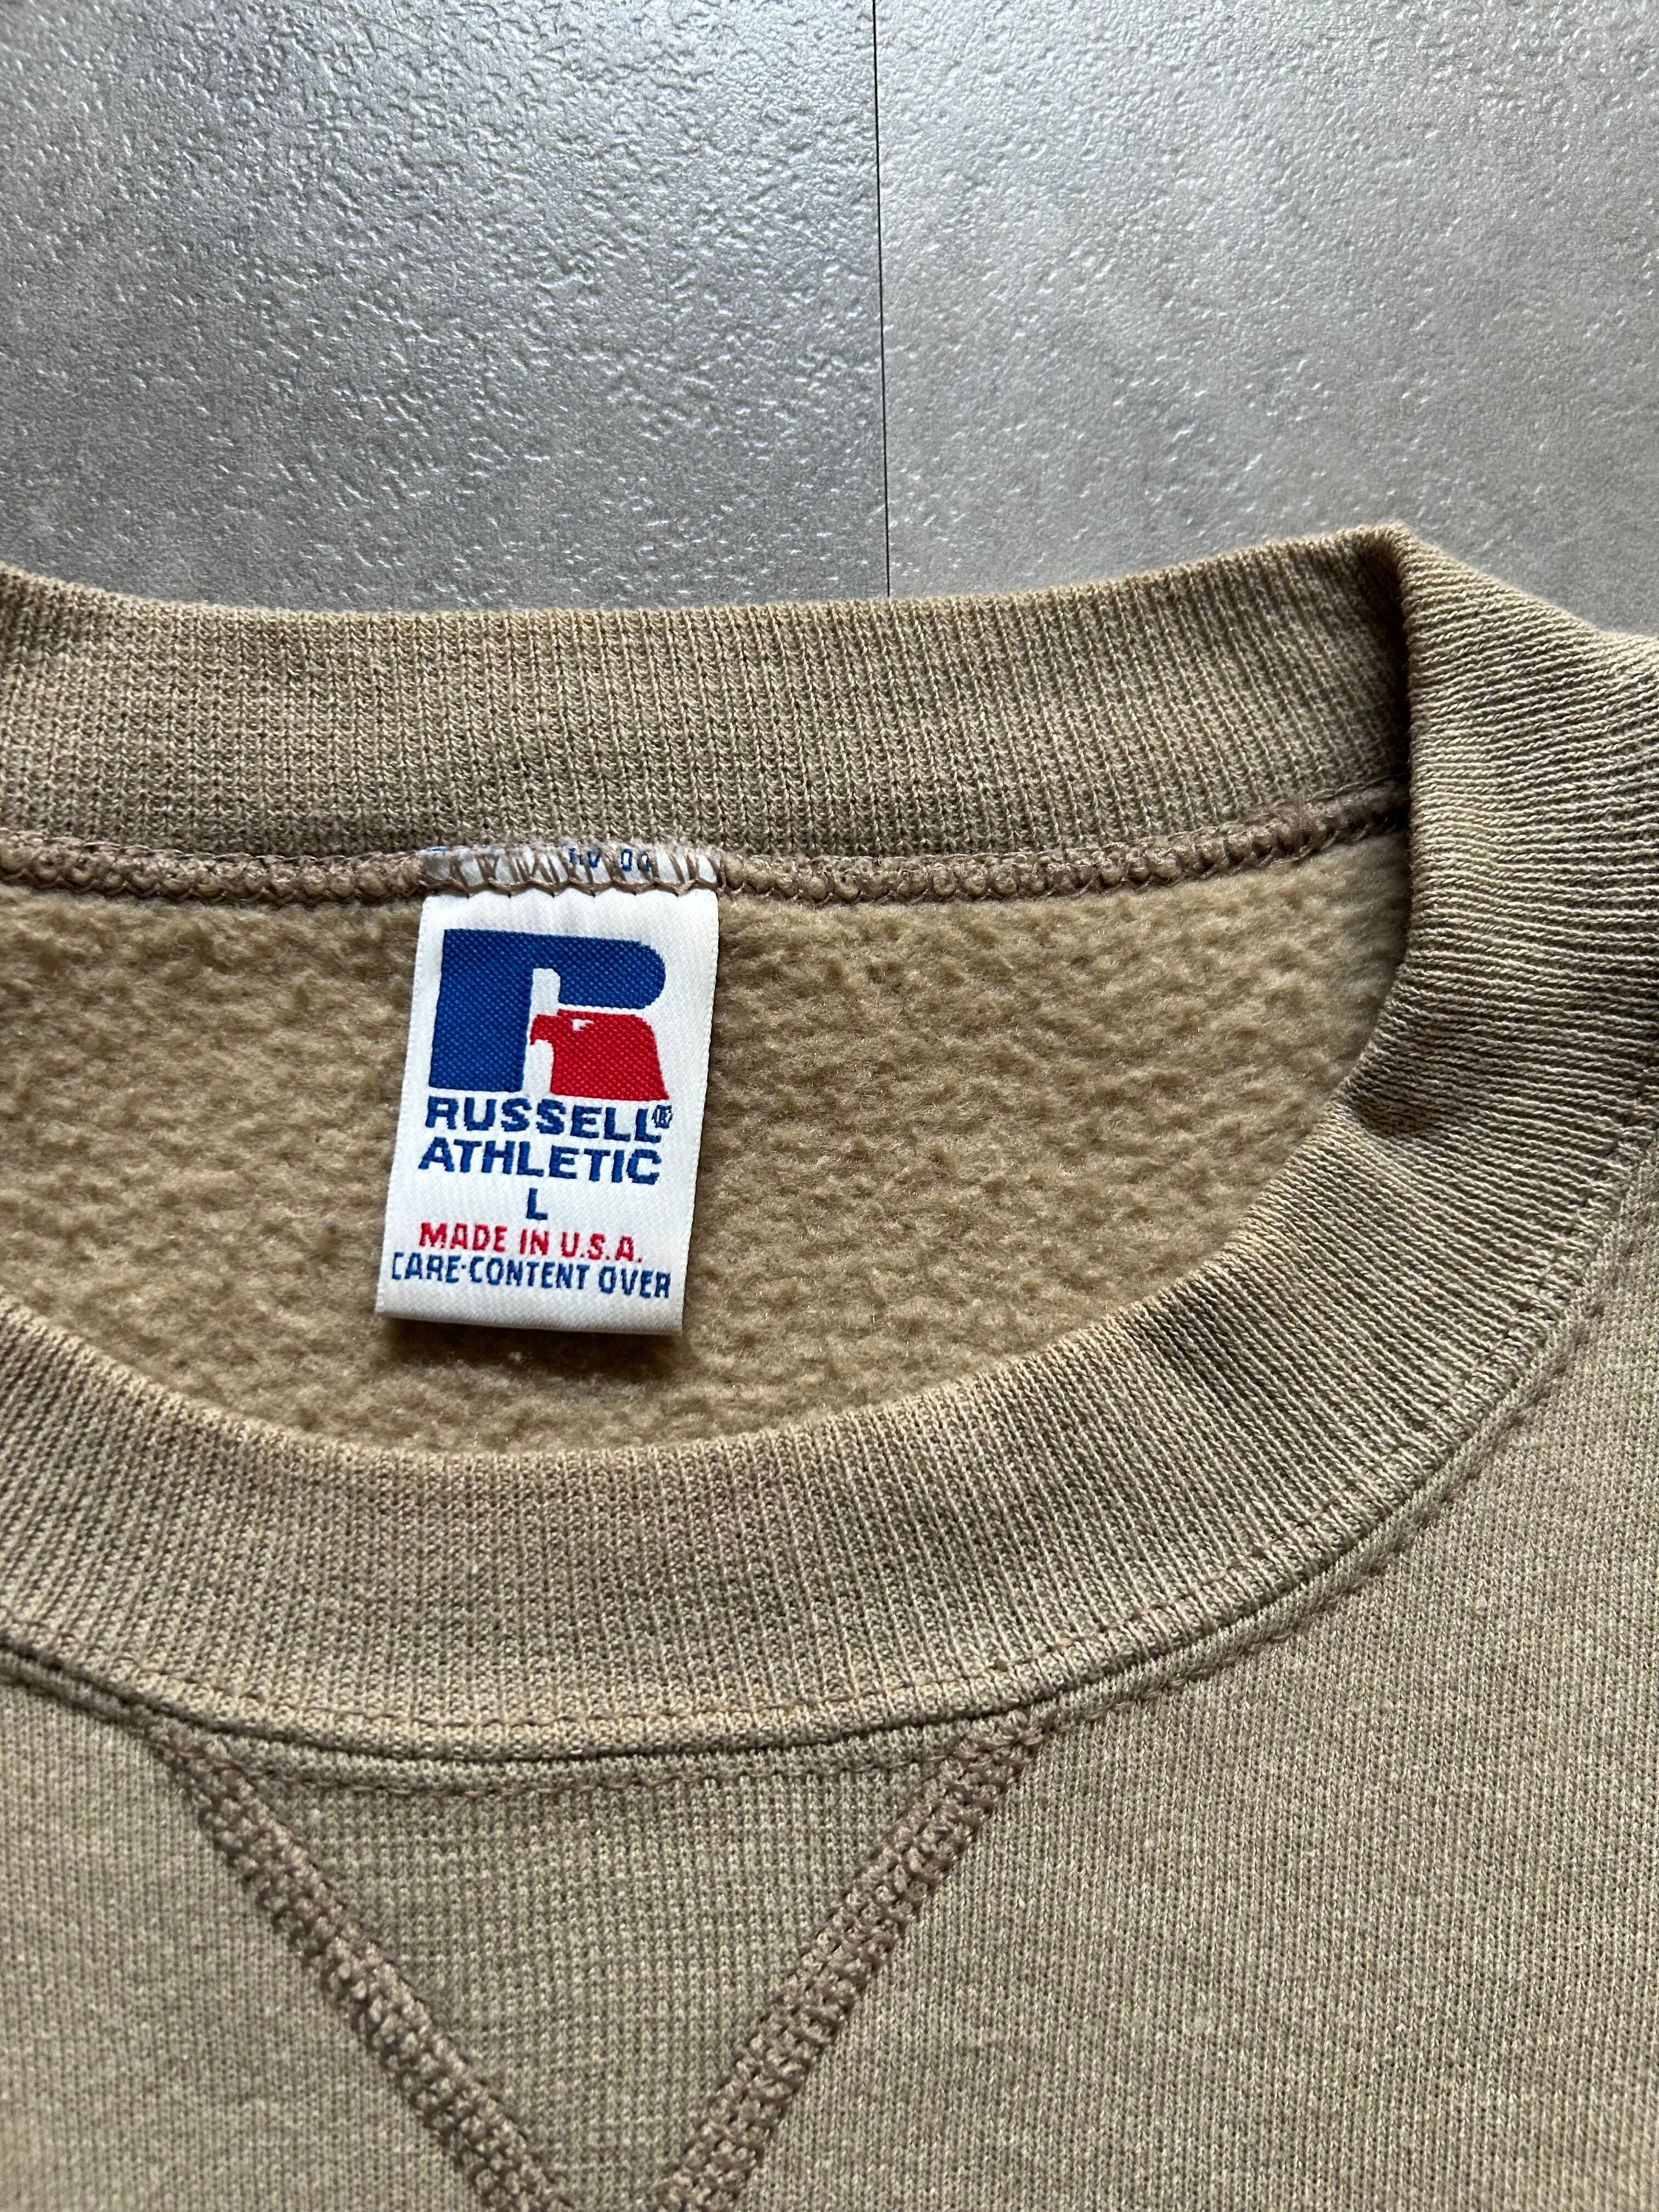 RUSSELL®
ATHLETIC
L
MADE IN U.S.A.
CARE·CONTENT OVER